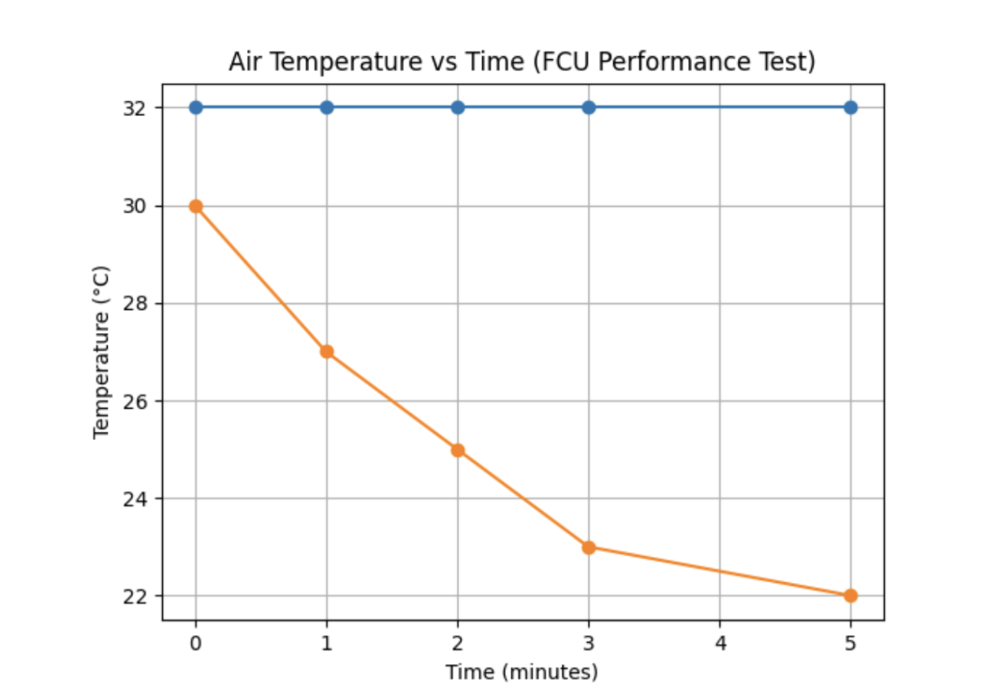 Air Temperature vs Time (FCU Performance Test)
32
30
28
26
24
22
Temperature (°C)
0 1 2 3 4 5
Time (minutes)